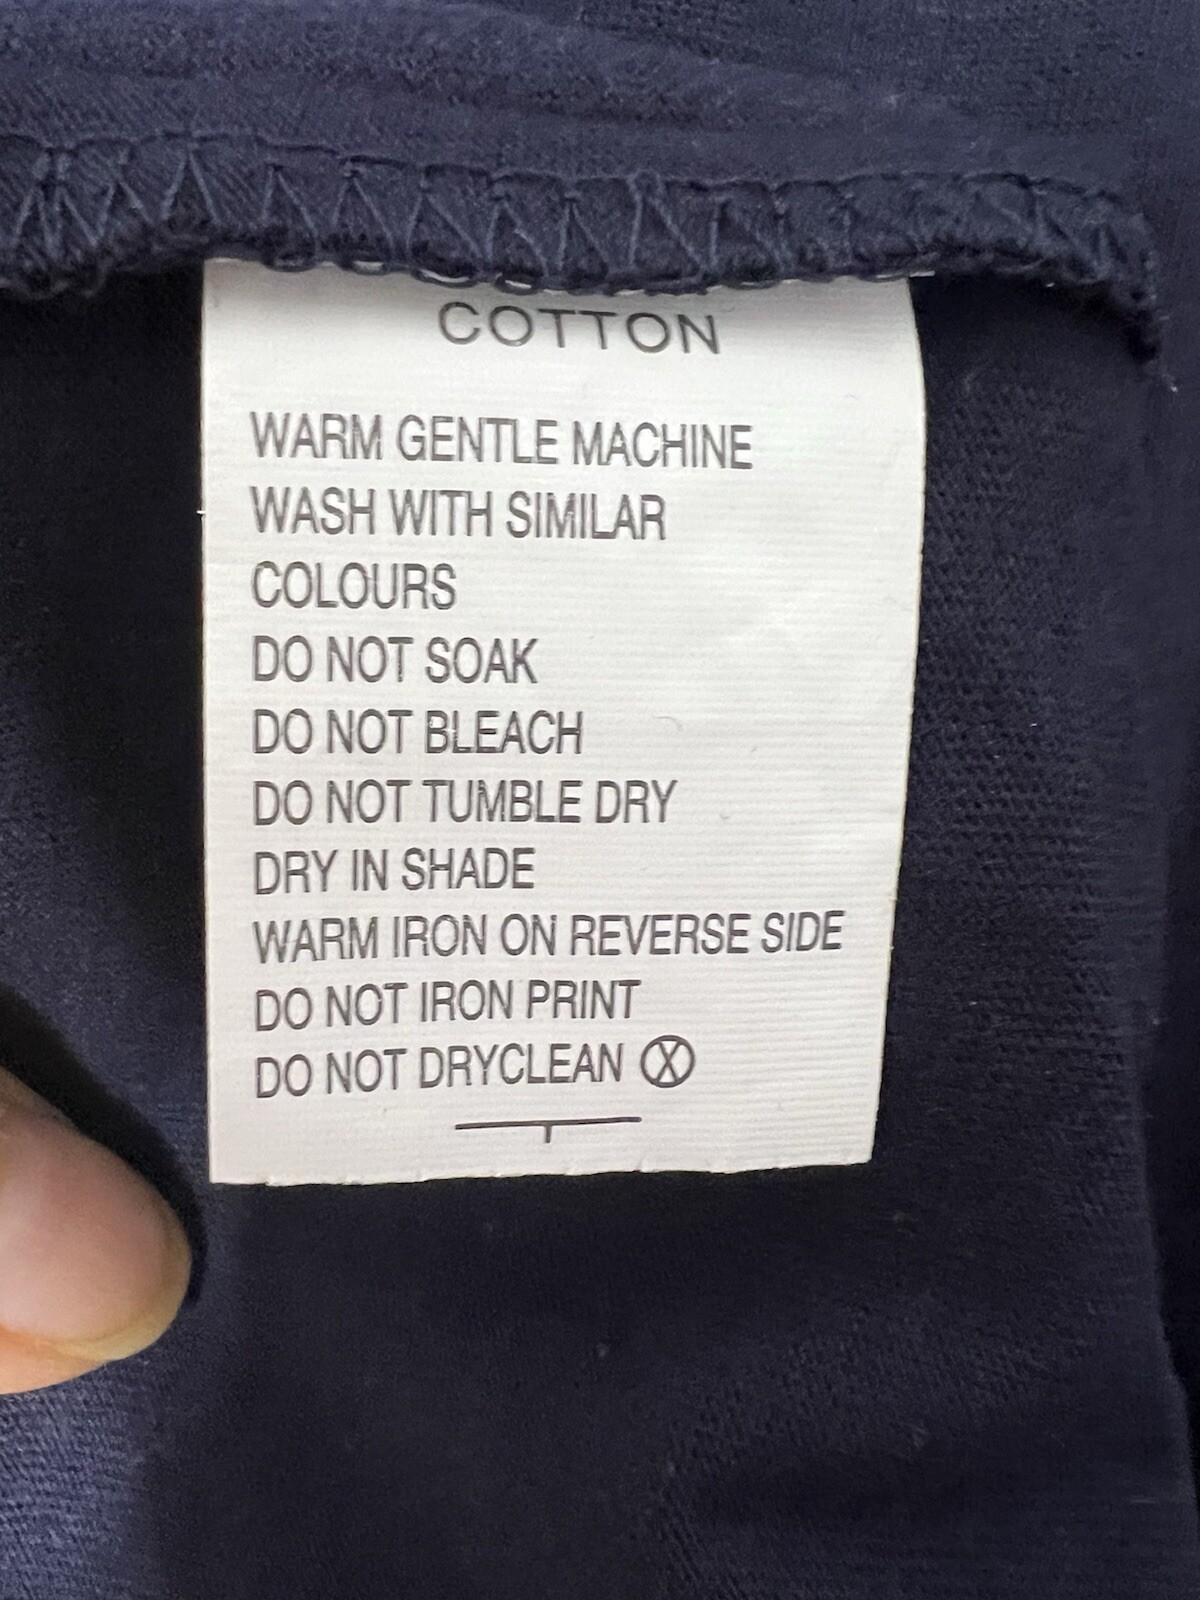 COTTON
WARM GENTLE MACHINE
WASH WITH SIMILAR
COLOURS
DO NOT SOAK
DO NOT BLEACH
DO NOT TUMBLE DRY
DRY IN SHADE
WARM IRON ON REVERSE SIDE
DO NOT IRON PRINT
DO NOT DRYCLEAN Ⓧ